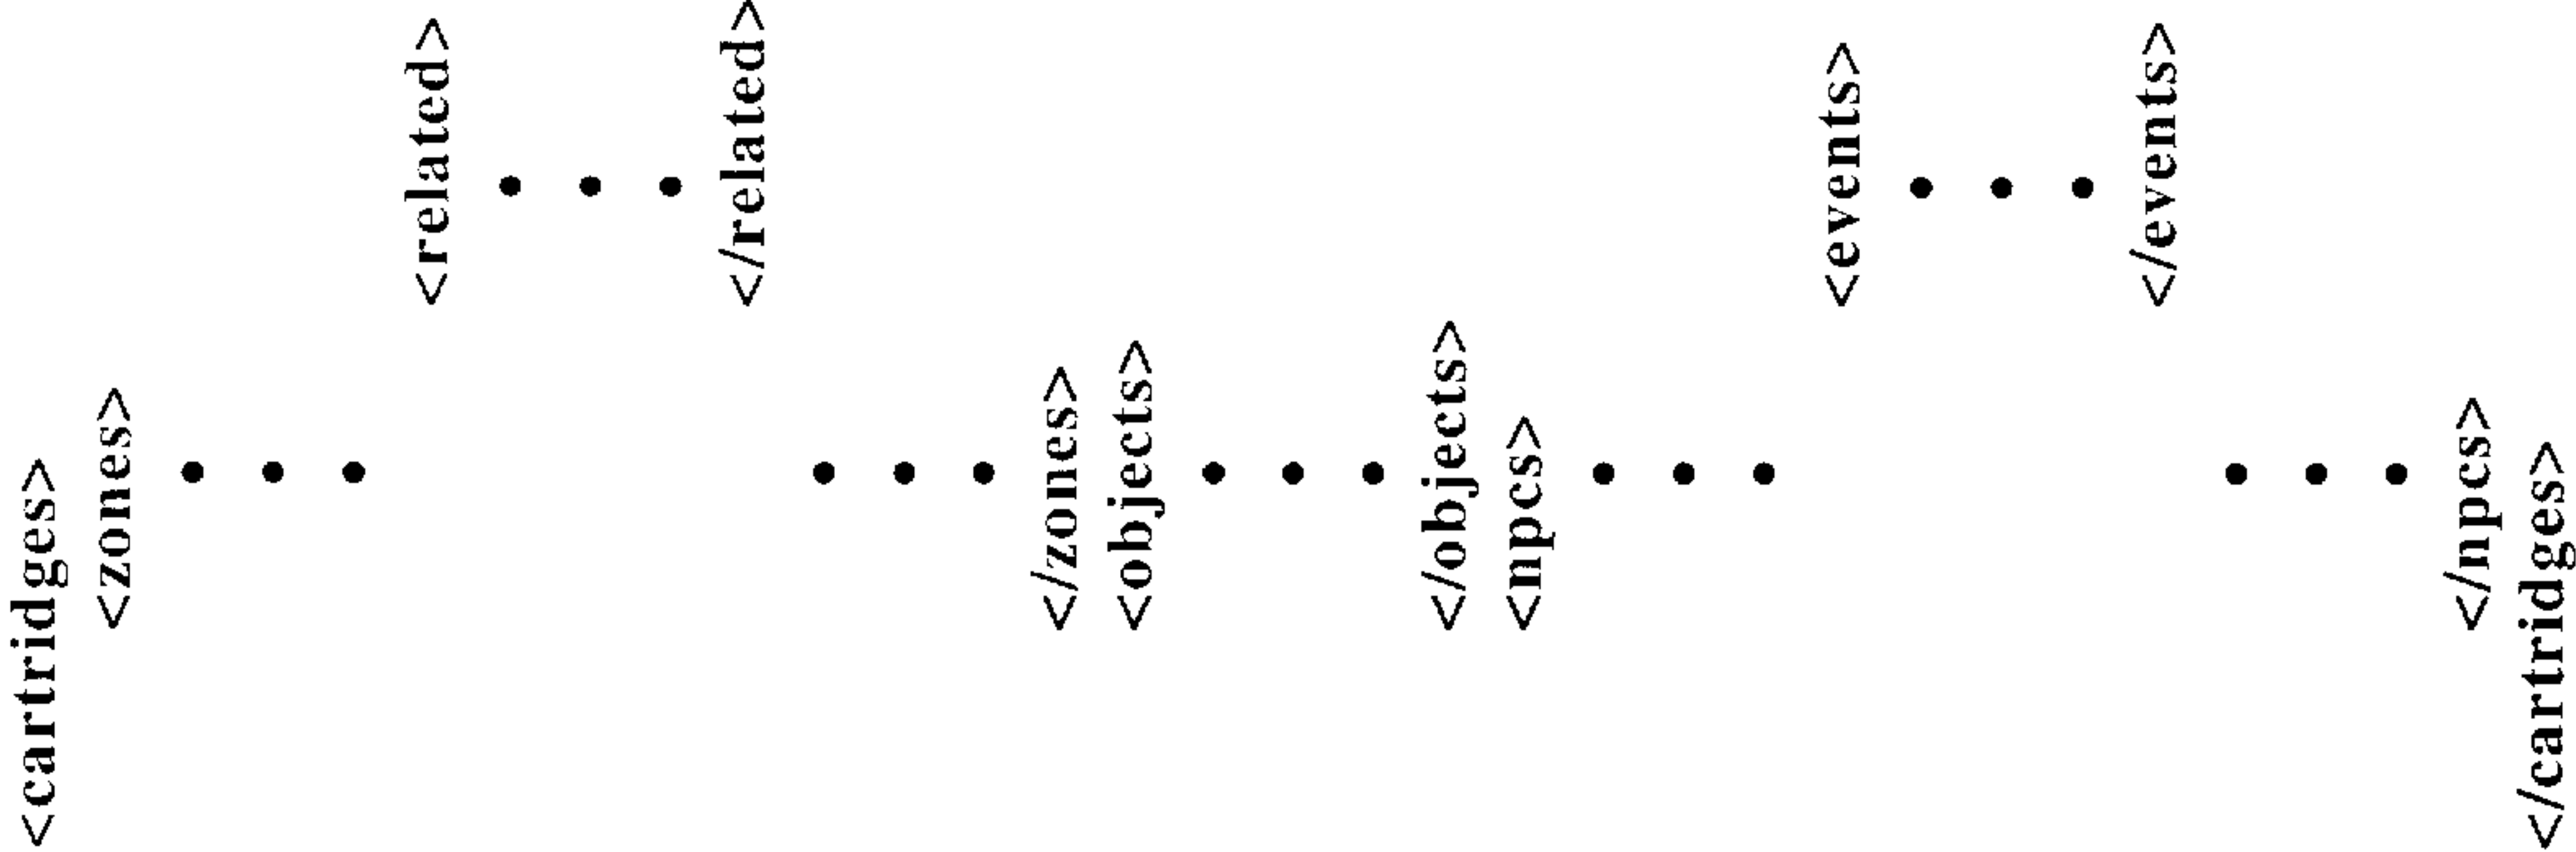 <cartridges>
<zones>
•
•
•
<related>
•
•
•
</related>
•
•
•
</zones>
<objects>
•
•
•
</objects>
<npcs>
•
•
•
<events>
•
•
•
</events>
•
•
•
</npcs>
</cartridges>